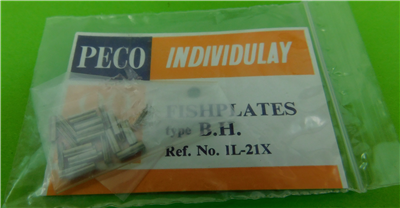 PECO INDIVIDULAY
FISHPLATES
type B.H.
Ref. No. IL-21X